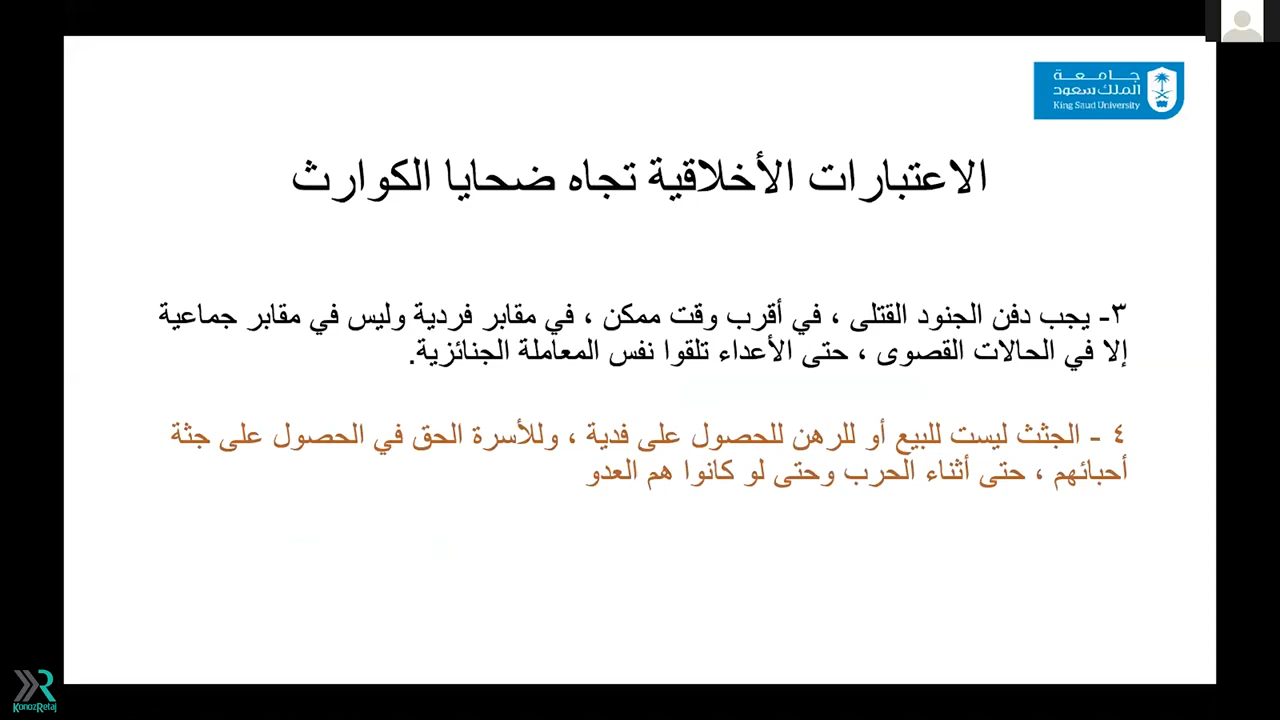 جامعة
الملك سعود
King Saud University
الاعتبارات الأخلاقية تجاه ضحايا الكوارث
٣- يجب دفن الجنود القتلى ، في أقرب وقت ممكن ، في مقابر فردية وليس في مقابر جماعية
إلا في الحالات القصوى ، حتى الأعداء تلقوا نفس المعاملة الجنائزية.
٤ - الجثث ليست للبيع أو للرهن للحصول على فدية ، وللأسرة الحق في الحصول على جثة
أحبائهم ، حتى أثناء الحرب وحتى لو كانوا هم العدو
KonozRetaj